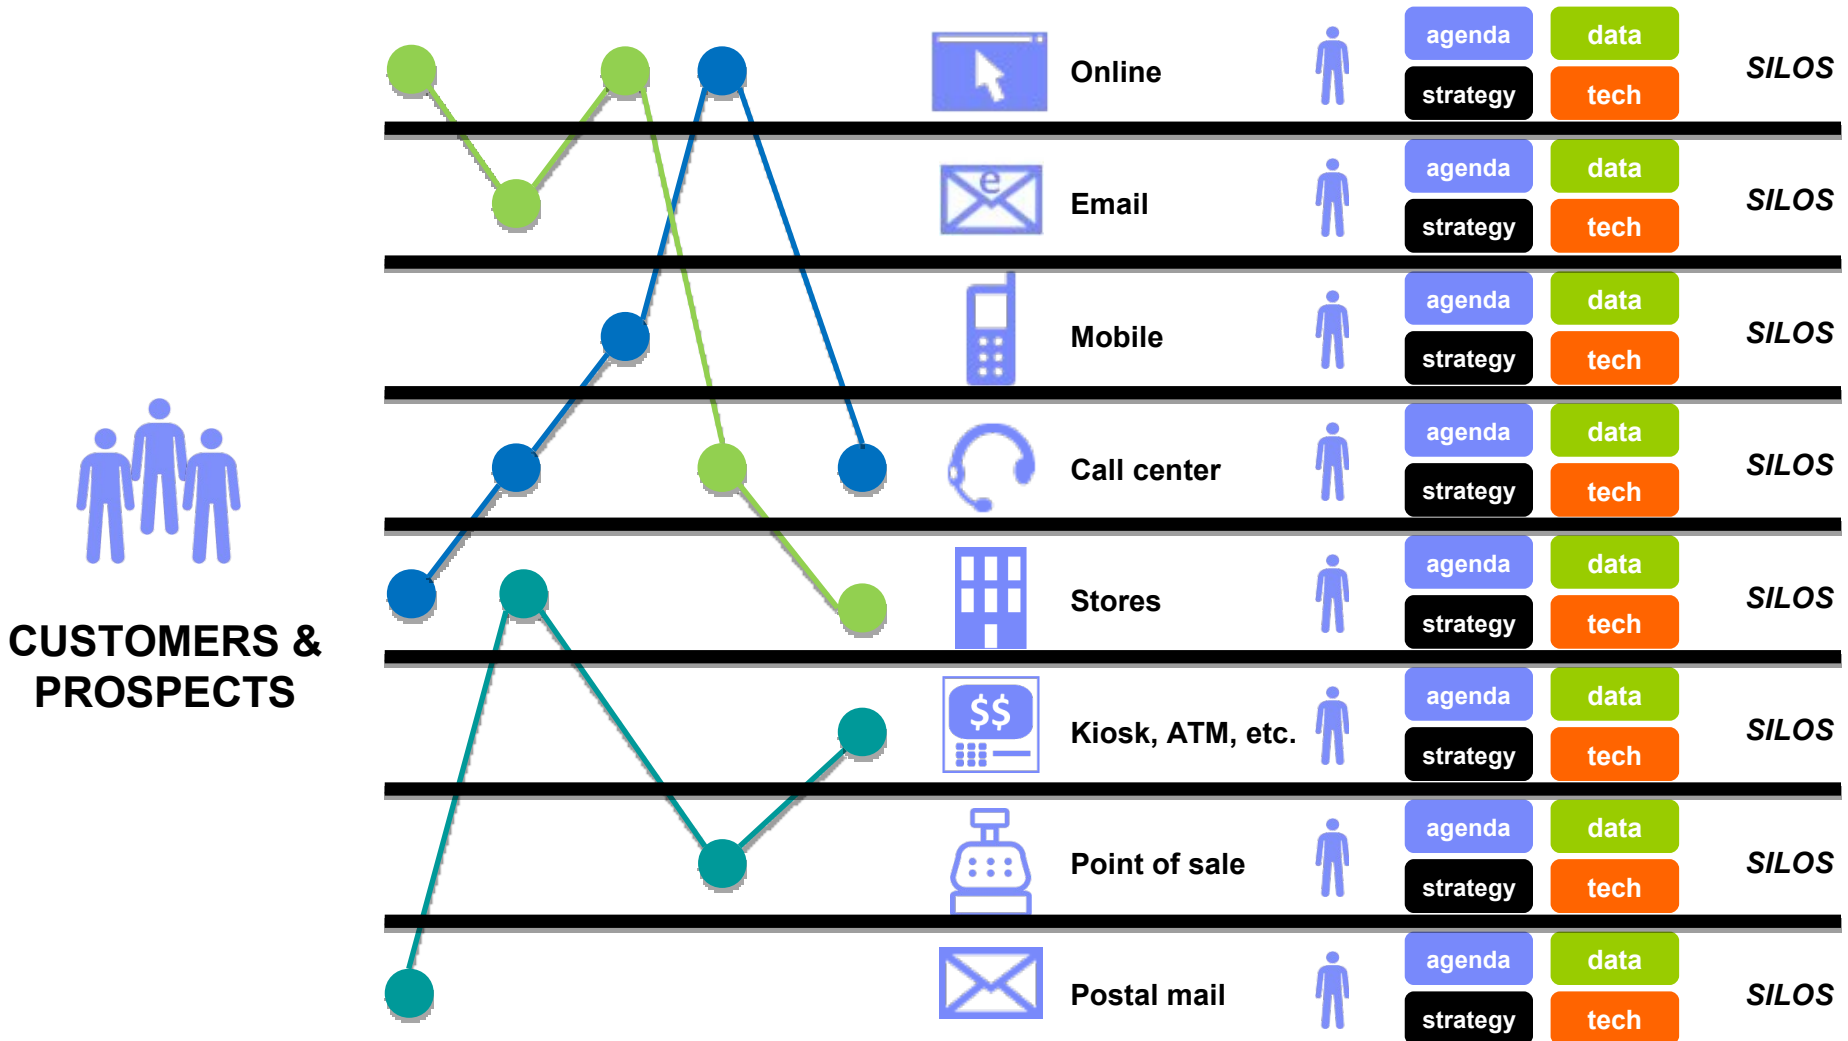 CUSTOMERS &
PROSPECTS
Online
agenda
data
strategy
tech
SILOS
e
Email
agenda
data
strategy
tech
SILOS
Mobile
agenda
data
strategy
tech
SILOS
Call center
agenda
data
strategy
tech
SILOS
Stores
agenda
data
strategy
tech
SILOS
$$
Kiosk, ATM, etc.
agenda
data
strategy
tech
SILOS
Point of sale
agenda
data
strategy
tech
SILOS
Postal mail
agenda
data
strategy
tech
SILOS